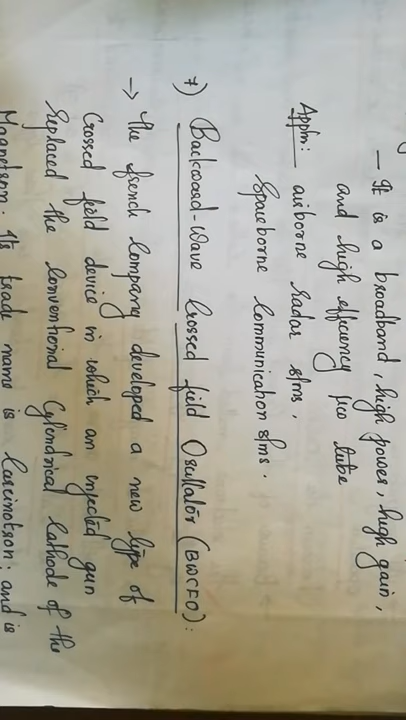 - It is a broadband, high power, high gain,
and high efficiency μω tube
Appln: airborne radar s/ms,
Spaceborne Communication s/ms.
7) Backward-Wave Crossed field Oscillator (BWCFO):
→ The french Company developed a new type of
Crossed field device in which an injected gun
replaced the Conventional Cylindrical Cathode of the
Magnetron. Its trade name is Carcinotron; and is